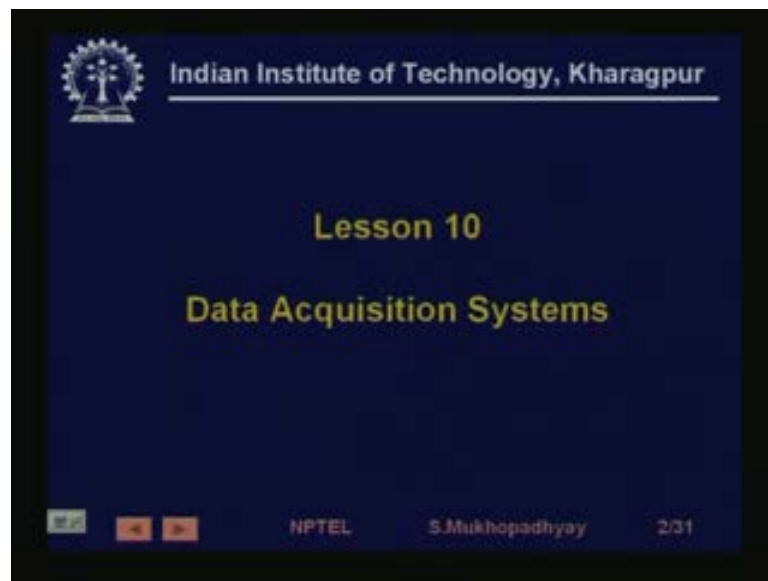 Indian Institute of Technology, Kharagpur
Lesson 10
Data Acquisition Systems
NPTEL S.Mukhopadhyay 2/31